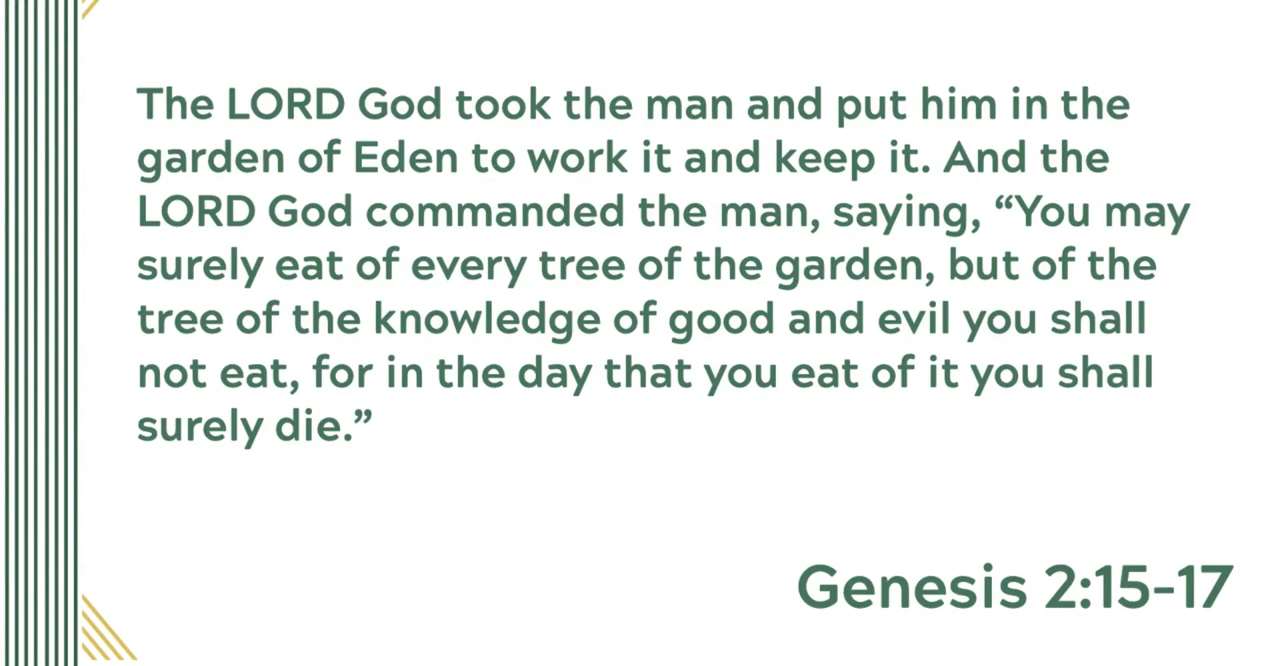 The LORD God took the man and put him in the
garden of Eden to work it and keep it. And the
LORD God commanded the man, saying, “You may
surely eat of every tree of the garden, but of the
tree of the knowledge of good and evil you shall
not eat, for in the day that you eat of it you shall
surely die.”
Genesis 2:15-17